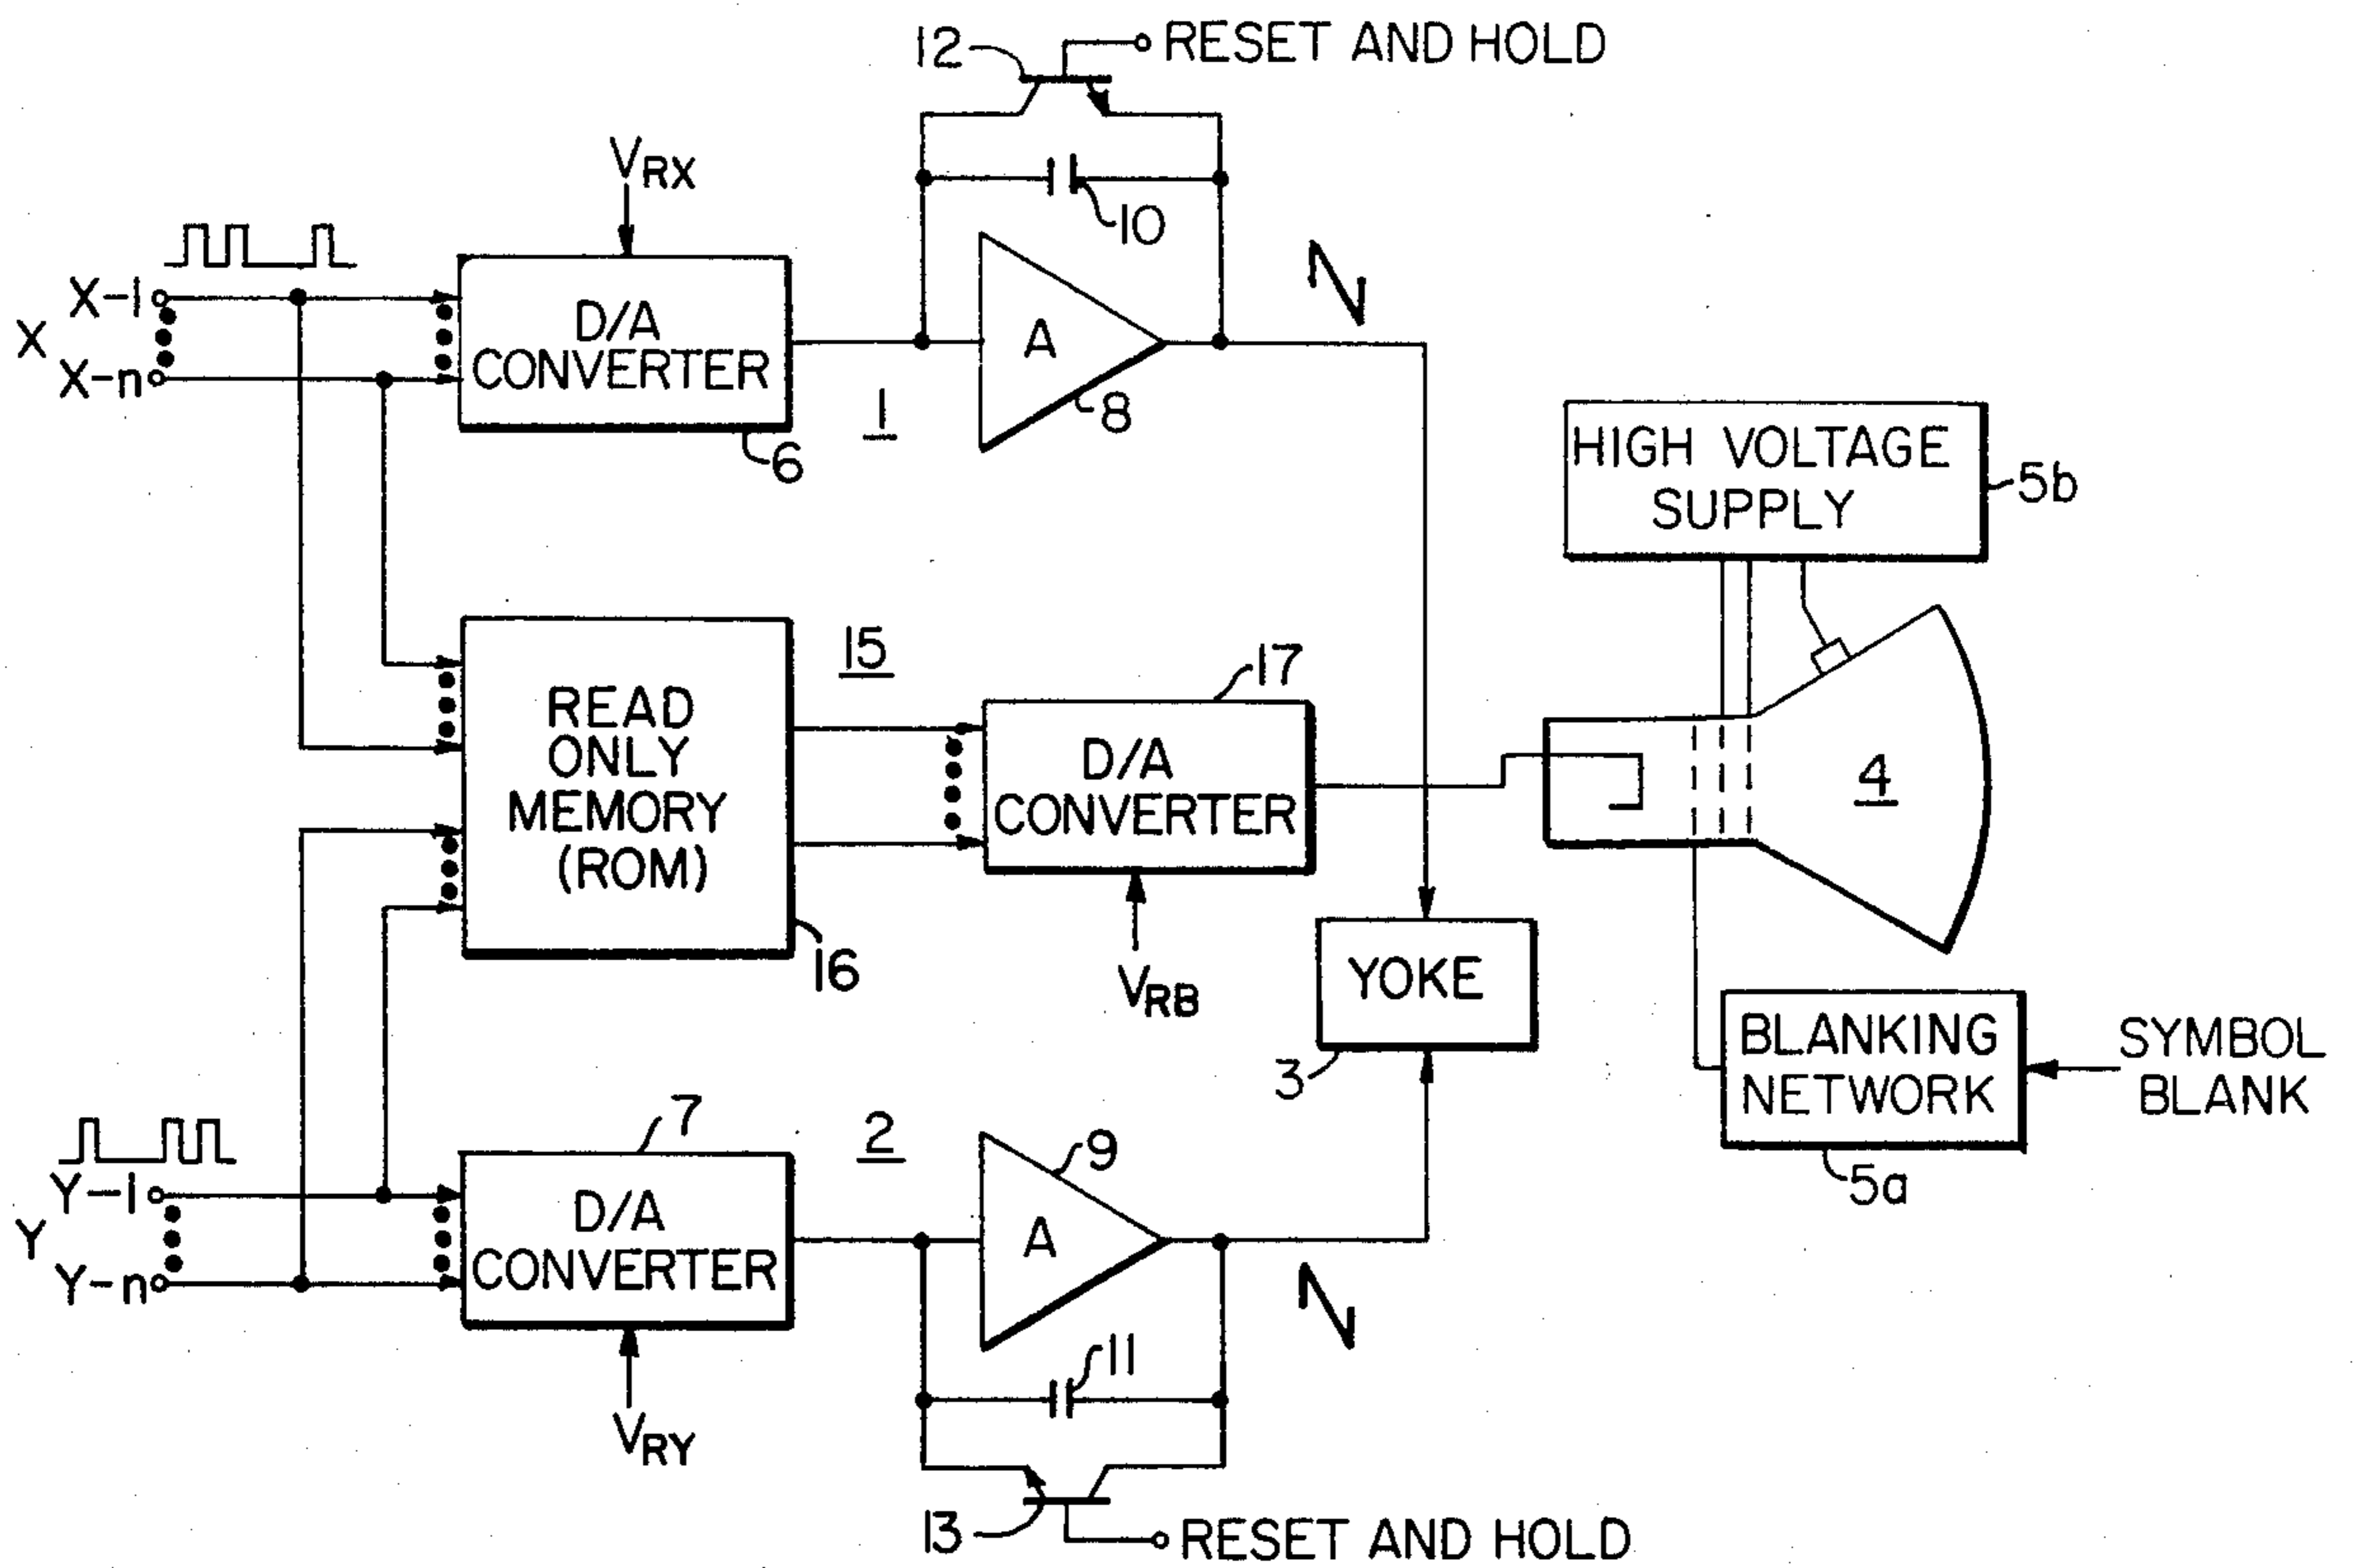 12
RESET AND HOLD
VRX
10
X-1
X
X-n
D/A
CONVERTER
A
8
1
6
HIGH VOLTAGE
SUPPLY
5b
15
17
READ
ONLY
MEMORY
(ROM)
D/A
CONVERTER
4
16
VRB
YOKE
3
BLANKING
NETWORK
SYMBOL
BLANK
5a
7
2
9
Y-1
Y
Y-n
D/A
CONVERTER
A
11
VRY
13
RESET AND HOLD